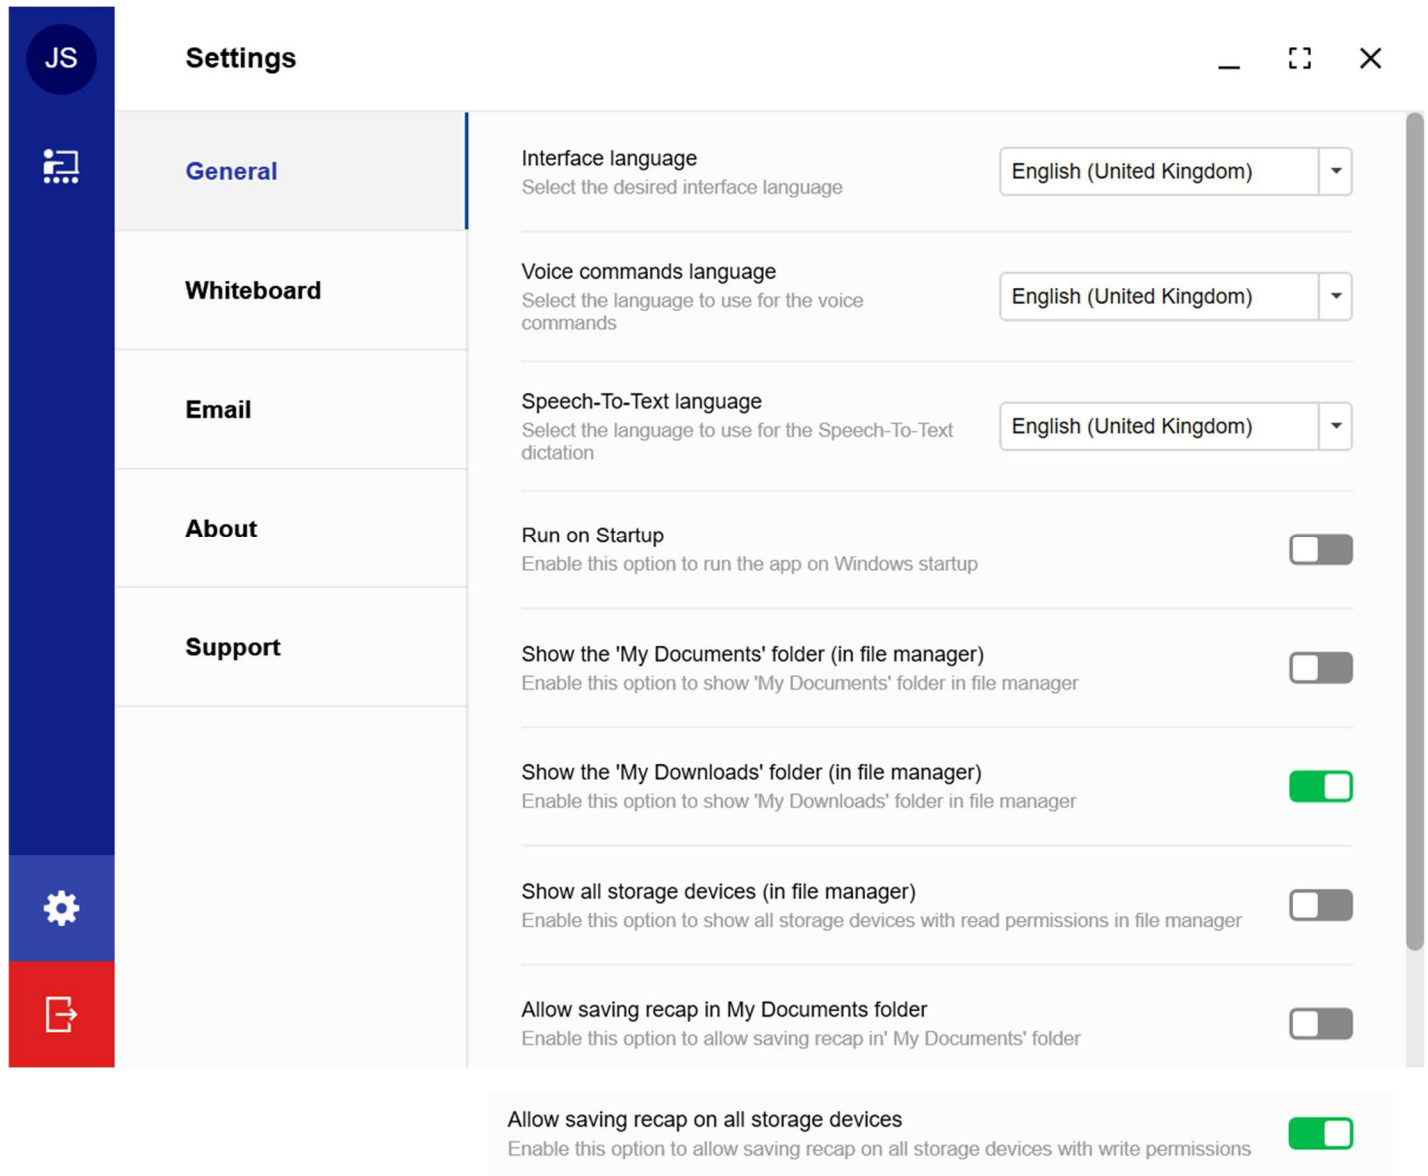 JS
Settings
General
Whiteboard
Email
About
Support
Interface language
Select the desired interface language
English (United Kingdom)
Voice commands language
Select the language to use for the voice
commands
English (United Kingdom)
Speech-To-Text language
Select the language to use for the Speech-To-Text
dictation
English (United Kingdom)
Run on Startup
Enable this option to run the app on Windows startup
Show the 'My Documents' folder (in file manager)
Enable this option to show 'My Documents' folder in file manager
Show the 'My Downloads' folder (in file manager)
Enable this option to show 'My Downloads' folder in file manager
Show all storage devices (in file manager)
Enable this option to show all storage devices with read permissions in file manager
Allow saving recap in My Documents folder
Enable this option to allow saving recap in' My Documents' folder
Allow saving recap on all storage devices
Enable this option to allow saving recap on all storage devices with write permissions